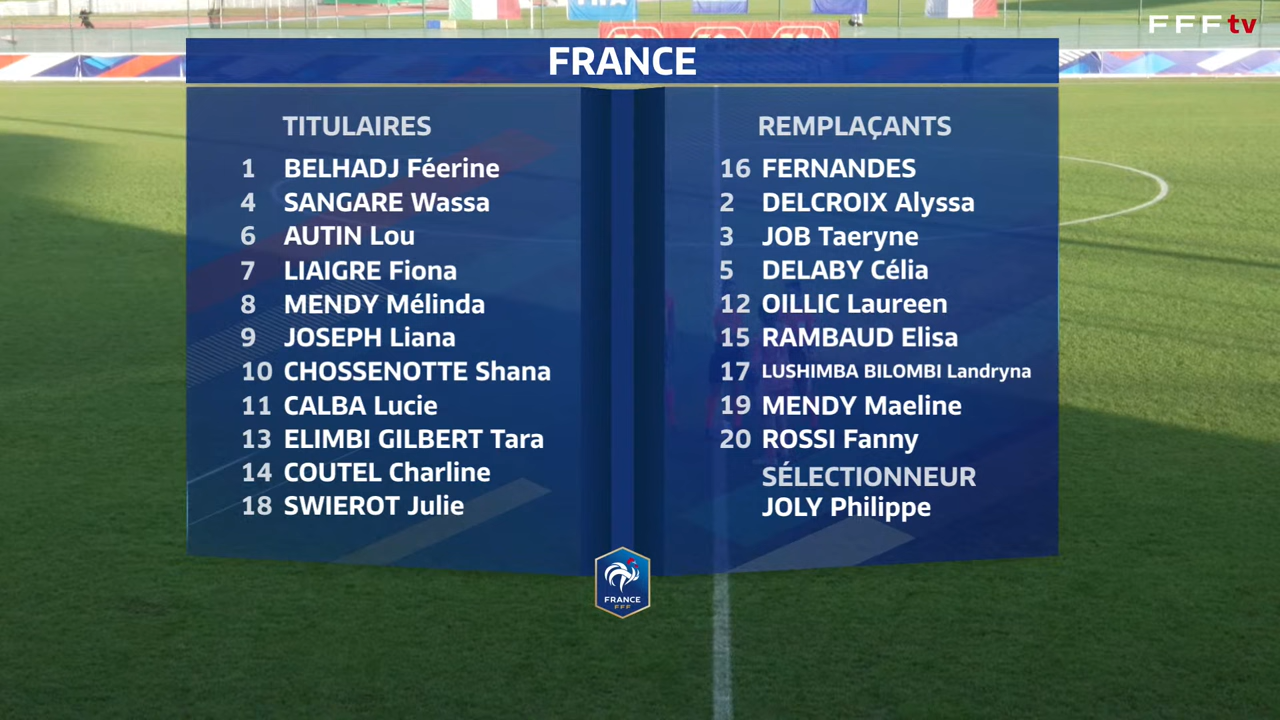 FFFtv
FRANCE
TITULAIRES
1 BELHADJ Féerine
4 SANGARE Wassa
6 AUTIN Lou
7 LIAIGRE Fiona
8 MENDY Mélinda
9 JOSEPH Liana
10 CHOSSENOTTE Shana
11 CALBA Lucie
13 ELIMBI GILBERT Tara
14 COUTEL Charline
18 SWIEROT Julie
REMPLAÇANTS
16 FERNANDES
2 DELCROIX Alyssa
3 JOB Taeryne
5 DELABY Célia
12 OILLIC Laureen
15 RAMBAUD Elisa
17 LUSHIMBA BILOMBI Landryna
19 MENDY Maeline
20 ROSSI Fanny
SÉLECTIONNEUR
JOLY Philippe
FRANCE
FFF